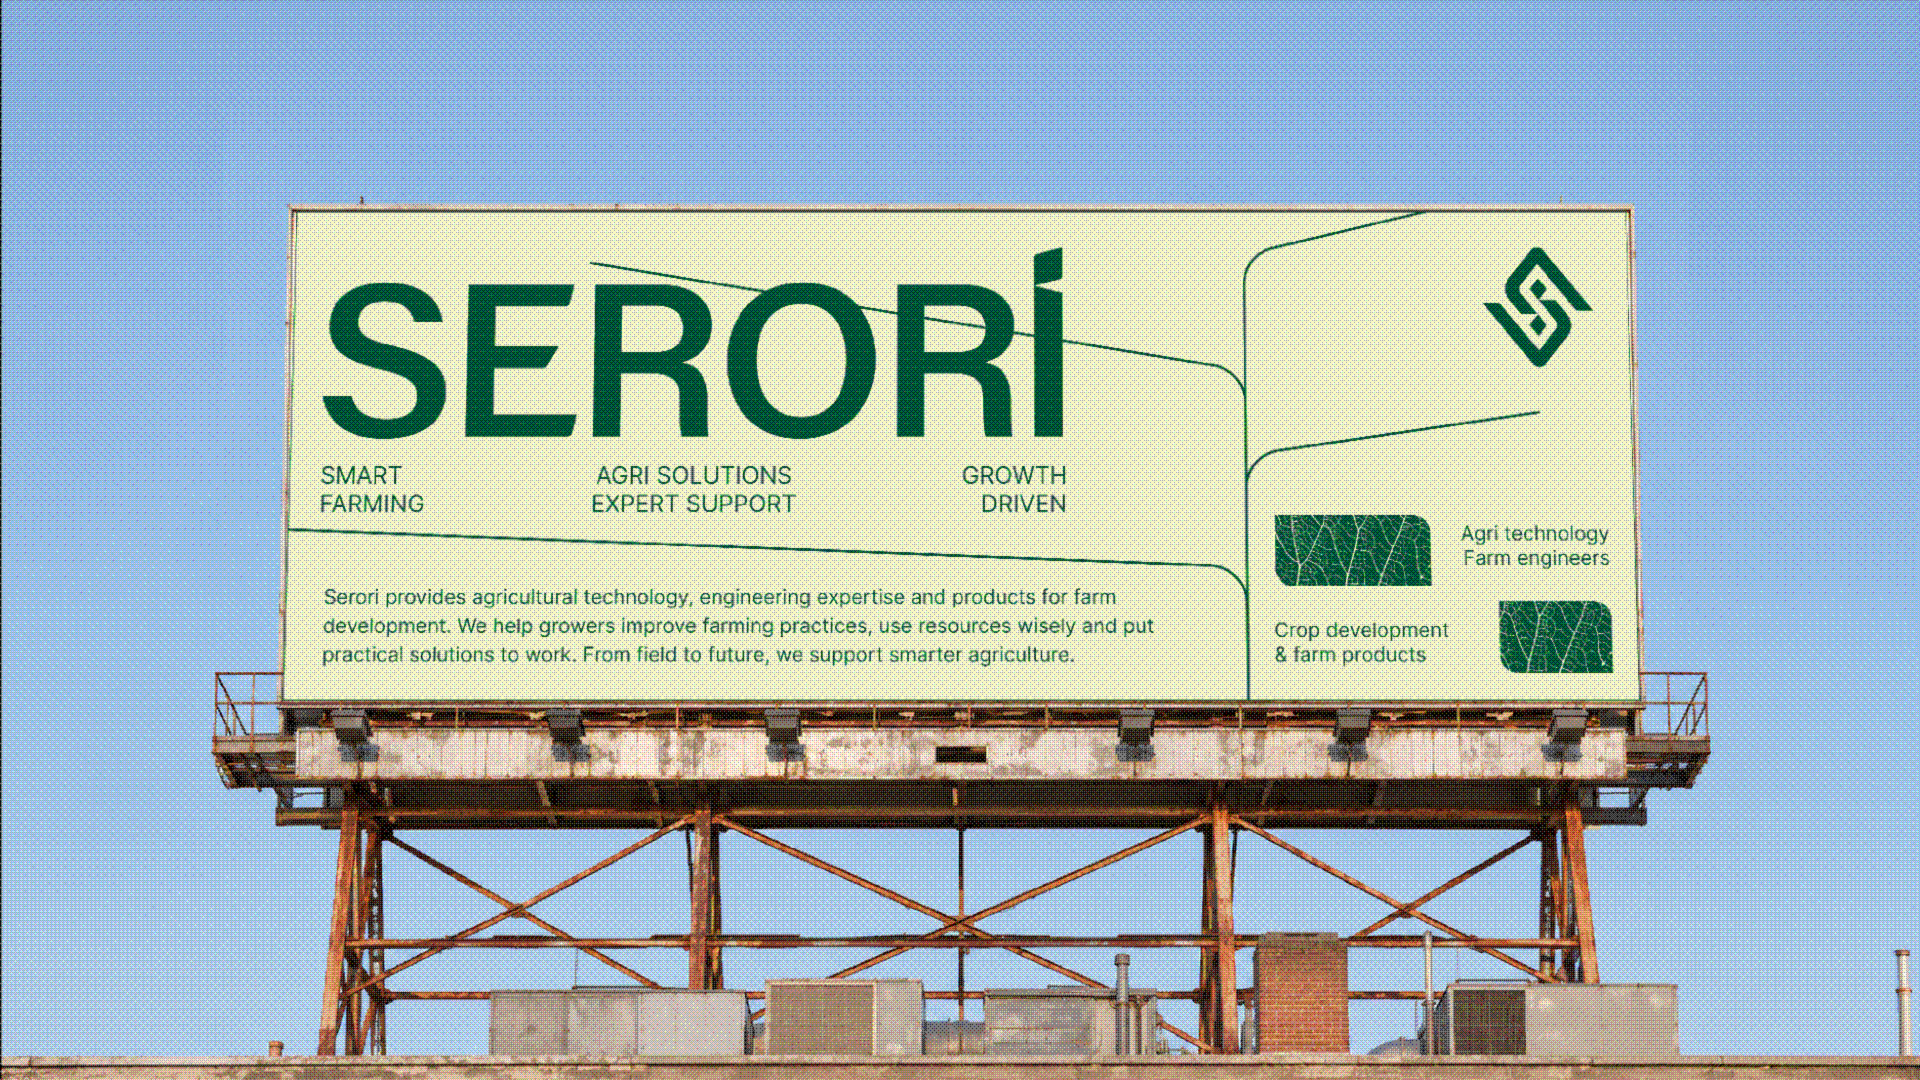 SERORI
SMART
FARMING
AGRI SOLUTIONS
EXPERT SUPPORT
GROWTH
DRIVEN
Serori provides agricultural technology, engineering expertise and products for farm
development. We help growers improve farming practices, use resources wisely and put
practical solutions to work. From field to future, we support smarter agriculture.
Agri technology
Farm engineers
Crop development
& farm products